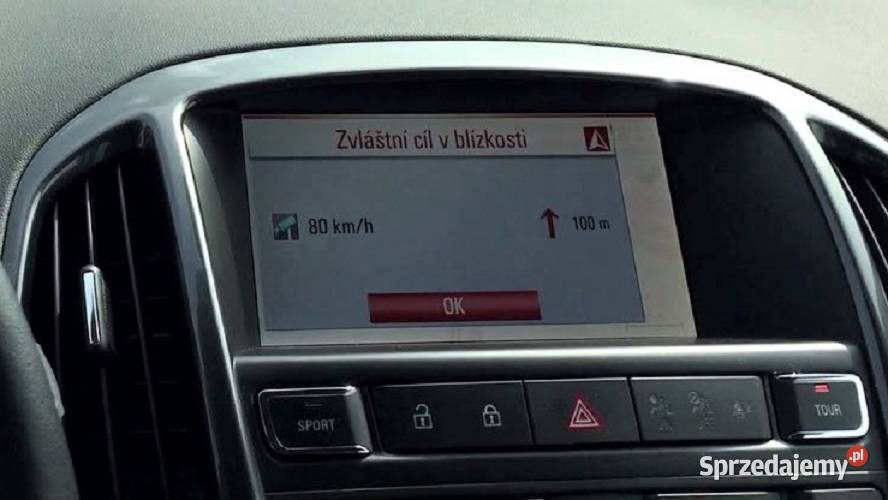 Zvláštní cíl v blízkosti
80 km/h
100 m
OK
SPORT
TOUR
Sprzedajemy.pl